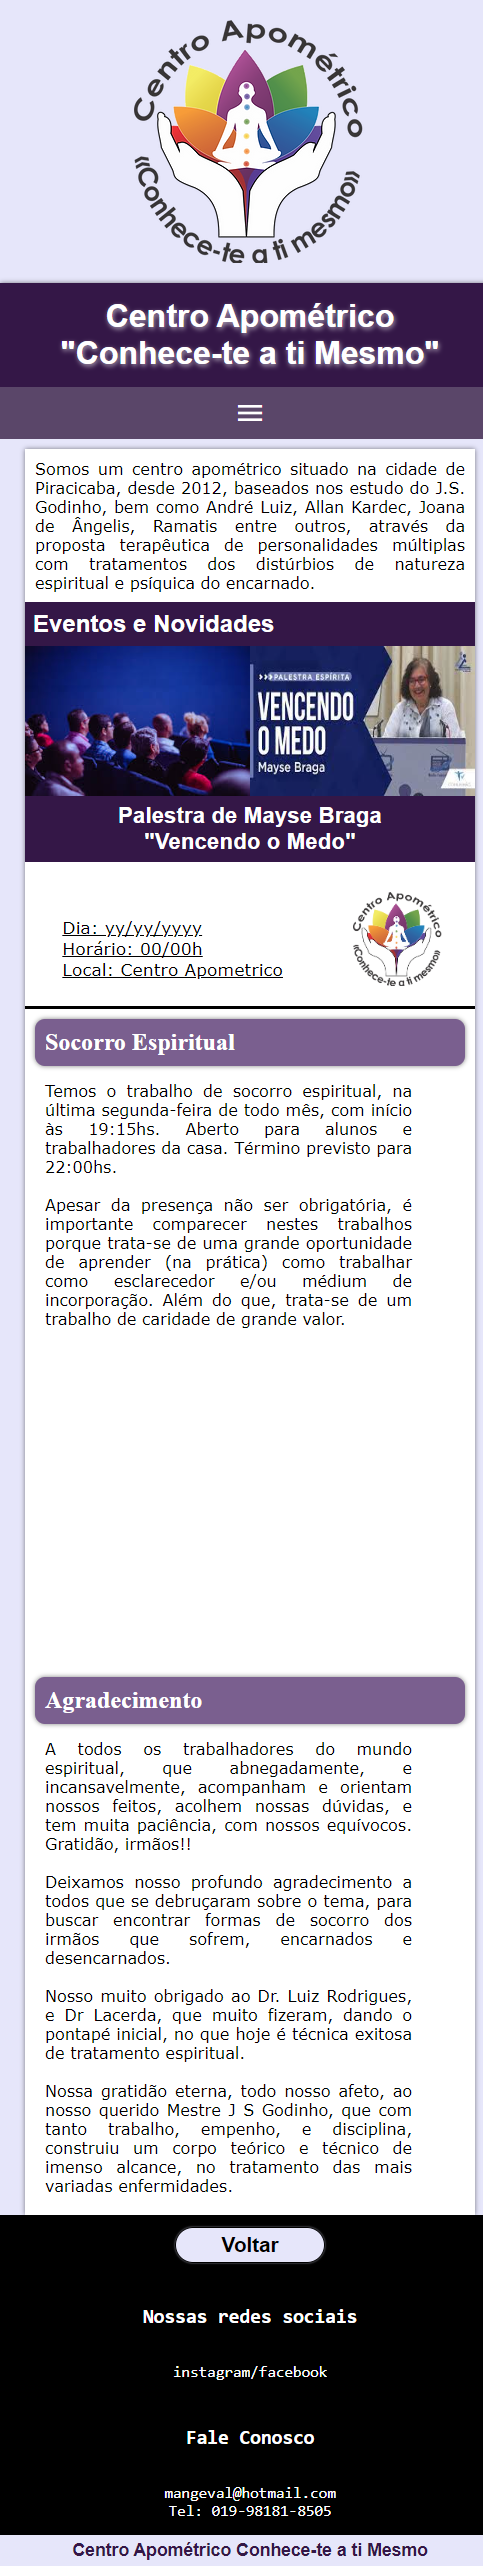 Centro Apométrico
«Conhece-te a ti mesmo»
Centro Apométrico
"Conhece-te a ti Mesmo"
Somos um centro apométrico situado na cidade de
Piracicaba, desde 2012, baseados nos estudo do J.S.
Godinho, bem como André Luiz, Allan Kardec, Joana
de Ângelis, Ramatis entre outros, através da
proposta terapêutica de personalidades múltiplas
com tratamentos dos distúrbios de natureza
espiritual e psíquica do encarnado.
Eventos e Novidades
>>>PALESTRA ESPÍRITA
VENCENDO
O MEDO
Mayse Braga
Palestra de Mayse Braga
"Vencendo o Medo"
Centro Apométrico
«Conhece-te a ti mesmo»
Dia: yy/yy/yyyy
Horário: 00/00h
Local: Centro Apometrico
Socorro Espiritual
Temos o trabalho de socorro espiritual, na
última segunda-feira de todo mês, com início
às 19:15hs. Aberto para alunos e
trabalhadores da casa. Término previsto para
22:00hs.
Apesar da presença não ser obrigatória, é
importante comparecer nestes trabalhos
porque trata-se de uma grande oportunidade
de aprender (na prática) como trabalhar
como esclarecedor e/ou médium de
incorporação. Além do que, trata-se de um
trabalho de caridade de grande valor.
Agradecimento
A todos os trabalhadores do mundo
espiritual, que abnegadamente, e
incansavelmente, acompanham e orientam
nossos feitos, acolhem nossas dúvidas, e
tem muita paciência, com nossos equívocos.
Gratidão, irmãos!!
Deixamos nosso profundo agradecimento a
todos que se debruçaram sobre o tema, para
buscar encontrar formas de socorro dos
irmãos que sofrem, encarnados e
desencarnados.
Nosso muito obrigado ao Dr. Luiz Rodrigues,
e Dr Lacerda, que muito fizeram, dando o
pontapé inicial, no que hoje é técnica exitosa
de tratamento espiritual.
Nossa gratidão eterna, todo nosso afeto, ao
nosso querido Mestre J S Godinho, que com
tanto trabalho, empenho, e disciplina,
construiu um corpo teórico e técnico de
imenso alcance, no tratamento das mais
variadas enfermidades.
Voltar
Nossas redes sociais
instagram/facebook
Fale Conosco
mangeval@hotmail.com
Tel: 019-98181-8505
Centro Apométrico Conhece-te a ti Mesmo